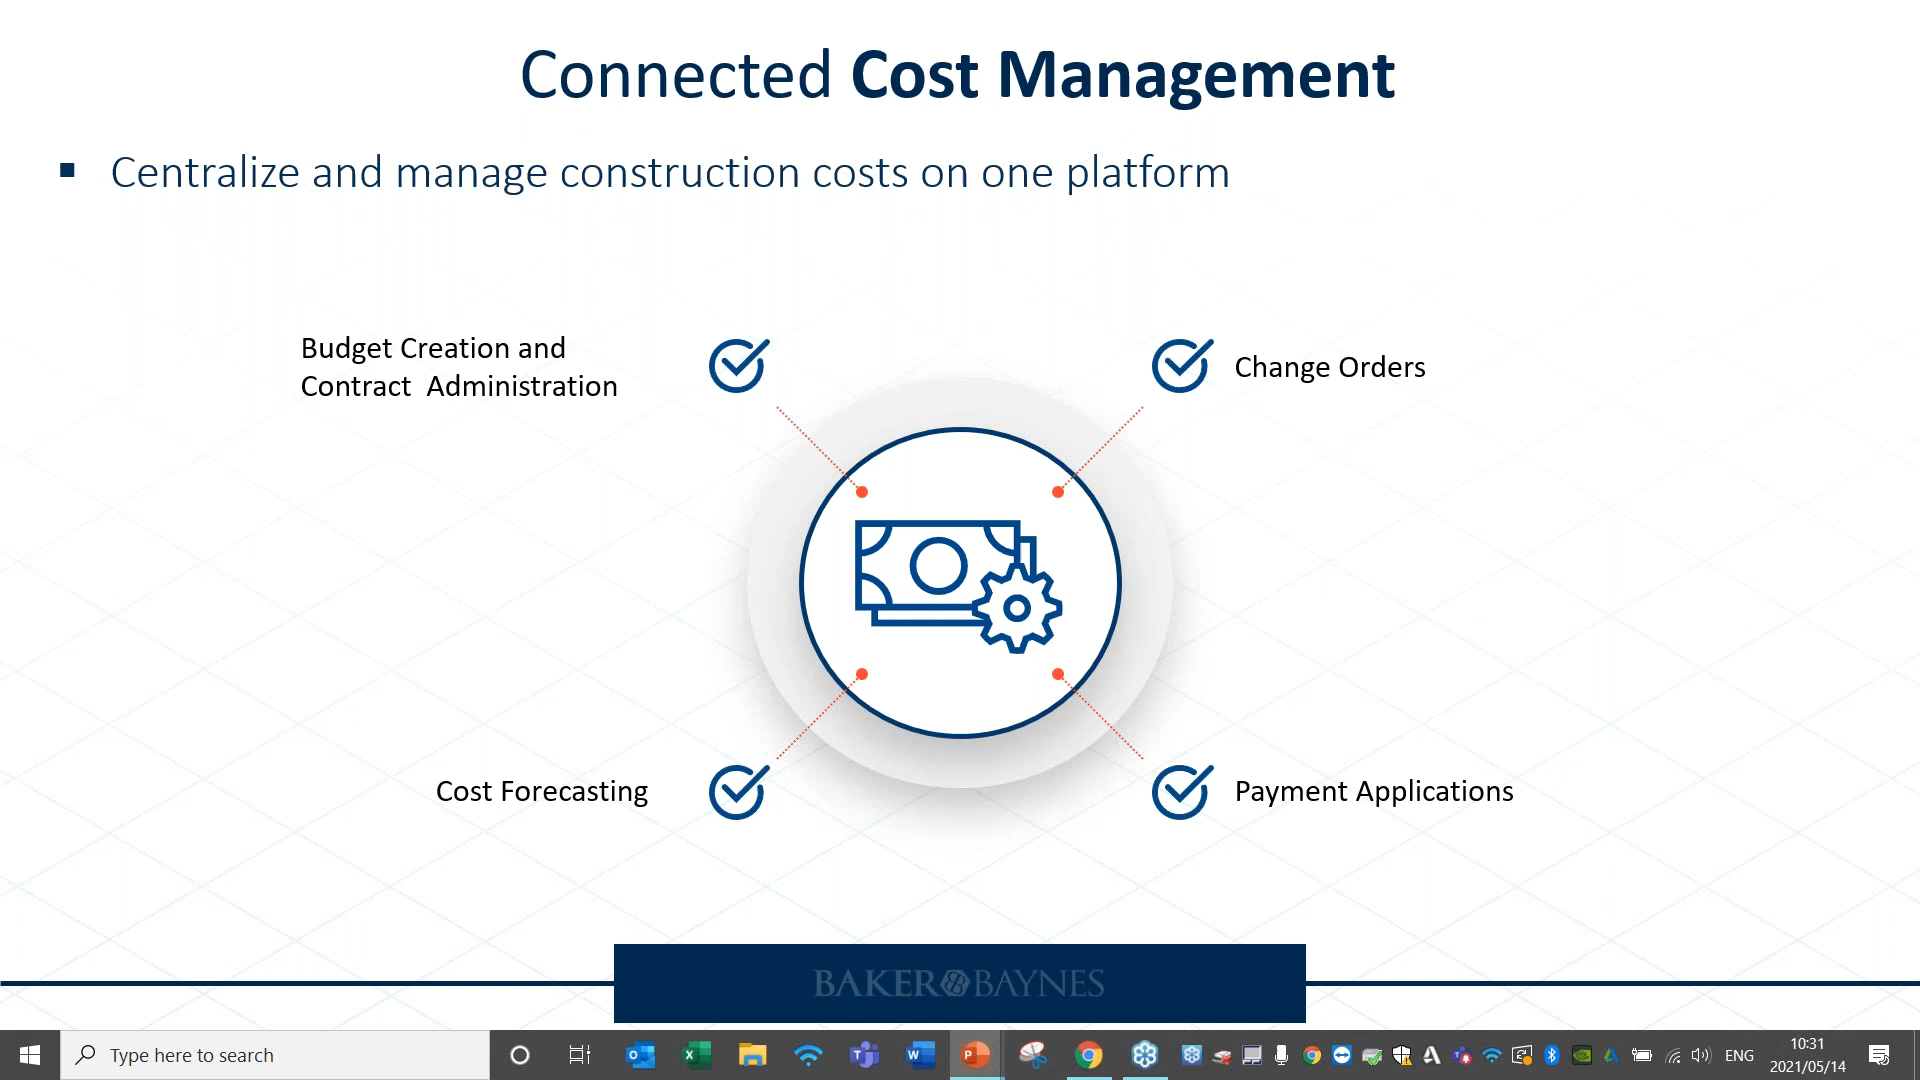 Connected Cost Management
▪ Centralize and manage construction costs on one platform
Budget Creation and
Contract  Administration
Change Orders
Cost Forecasting
Payment Applications
BAKER BAYNES
Type here to search
ENG
10:31
2021/05/14